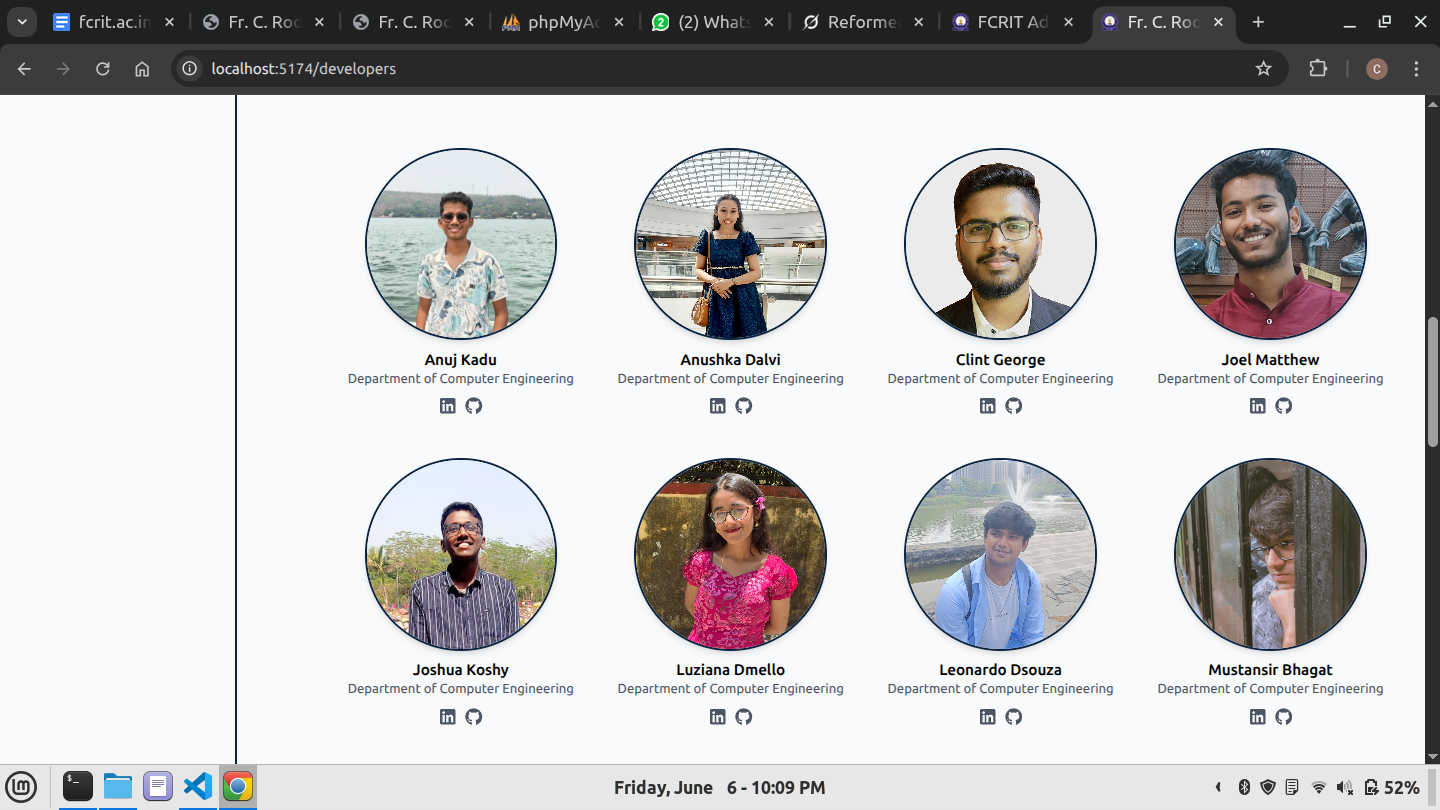 fcrit.ac.in
Fr. C. Roc
Fr. C. Roc
phpMyAc
(2) Whats
Reformed
FCRIT Ad
Fr. C. Roc
localhost:5174/developers
C
Anuj Kadu
Anushka Dalvi
Clint George
Joel Matthew
Department of Computer Engineering
Department of Computer Engineering
Department of Computer Engineering
Department of Computer Engineering
Joshua Koshy
Luziana Dmello
Leonardo Dsouza
Mustansir Bhagat
Department of Computer Engineering
Department of Computer Engineering
Department of Computer Engineering
Department of Computer Engineering
Friday, June 6 - 10:09 PM
52%